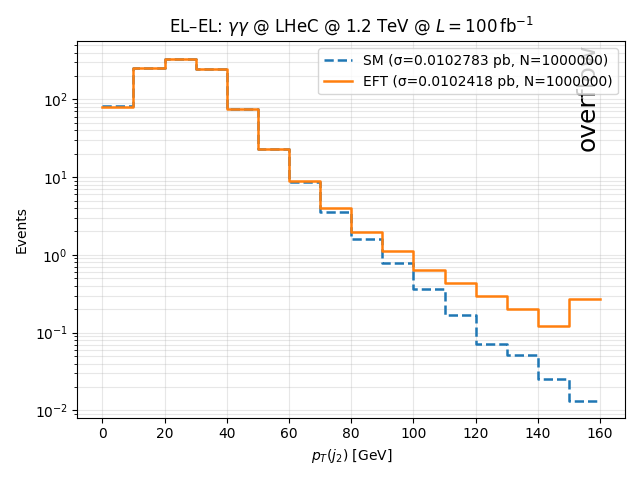 EL–EL: γγ @ LHeC @ 1.2 TeV @ L = 100 fb⁻¹
SM (σ=0.0102783 pb, N=1000000)
EFT (σ=0.0102418 pb, N=1000000)
overflow
Events
10²
10¹
10⁰
10⁻¹
10⁻²
0 20 40 60 80 100 120 140 160
p_T(j₂) [GeV]